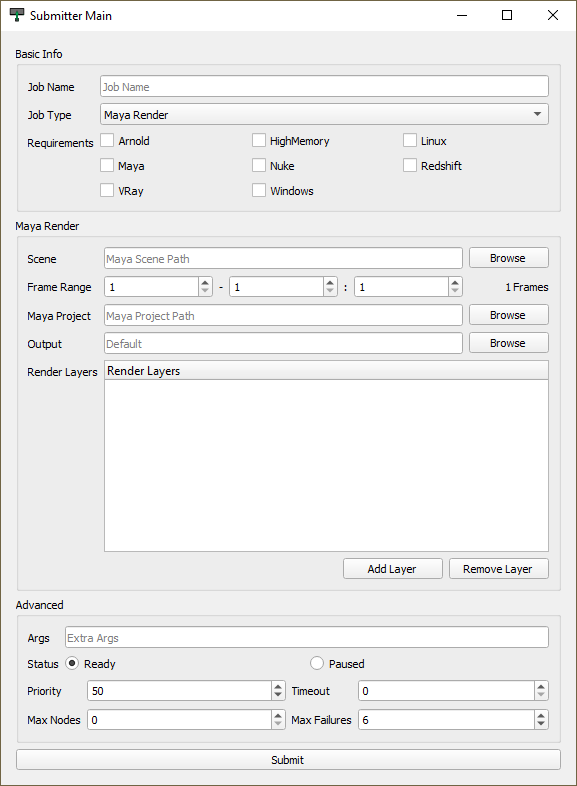 Submitter Main
Basic Info
Job Name Job Name
Job Type Maya Render
Requirements Arnold HighMemory Linux
Maya Nuke Redshift
VRay Windows
Maya Render
Scene Maya Scene Path Browse
Frame Range 1 - 1 : 1 1 Frames
Maya Project Maya Project Path Browse
Output Default Browse
Render Layers Render Layers
Add Layer Remove Layer
Advanced
Args Extra Args
Status Ready Paused
Priority 50 Timeout 0
Max Nodes 0 Max Failures 6
Submit